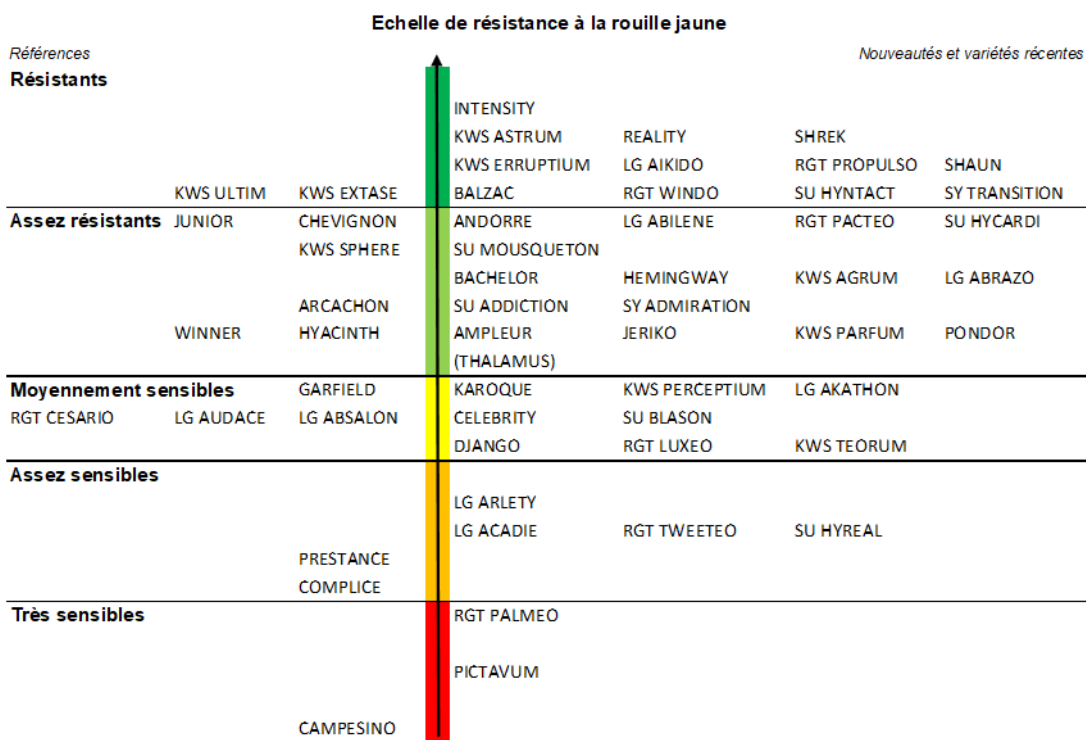 Echelle de résistance à la rouille jaune
Références Nouveautés et variétés récentes
Résistants
INTENSITY
KWS ASTRUM REALITY SHREK
KWS ERRUPTIUM LG AIKIDO RGT PROPULSO SHAUN
KWS ULTIM KWS EXTASE BALZAC RGT WINDO SU HYNTACT SY TRANSITION
Assez résistants JUNIOR CHEVIGNON ANDORRE LG ABILENE RGT PACTEO SU HYCARDI
KWS SPHERE SU MOUSQUETON
BACHELOR HEMINGWAY KWS AGRUM LG ABRAZO
ARCACHON SU ADDICTION SY ADMIRATION
WINNER HYACINTH AMPLEUR JERIKO KWS PARFUM PONDOR
(THALAMUS)
Moyennement sensibles GARFIELD KAROQUE KWS PERCEPTIUM LG AKATHON
RGT CESARIO LG AUDACE LG ABSALON CELEBRITY SU BLASON
DJANGO RGT LUXEO KWS TEORUM
Assez sensibles
LG ARLETY
LG ACADIE RGT TWEETEO SU HYREAL
PRESTANCE
COMPLICE
Très sensibles RGT PALMEO
PICTAVUM
CAMPESINO